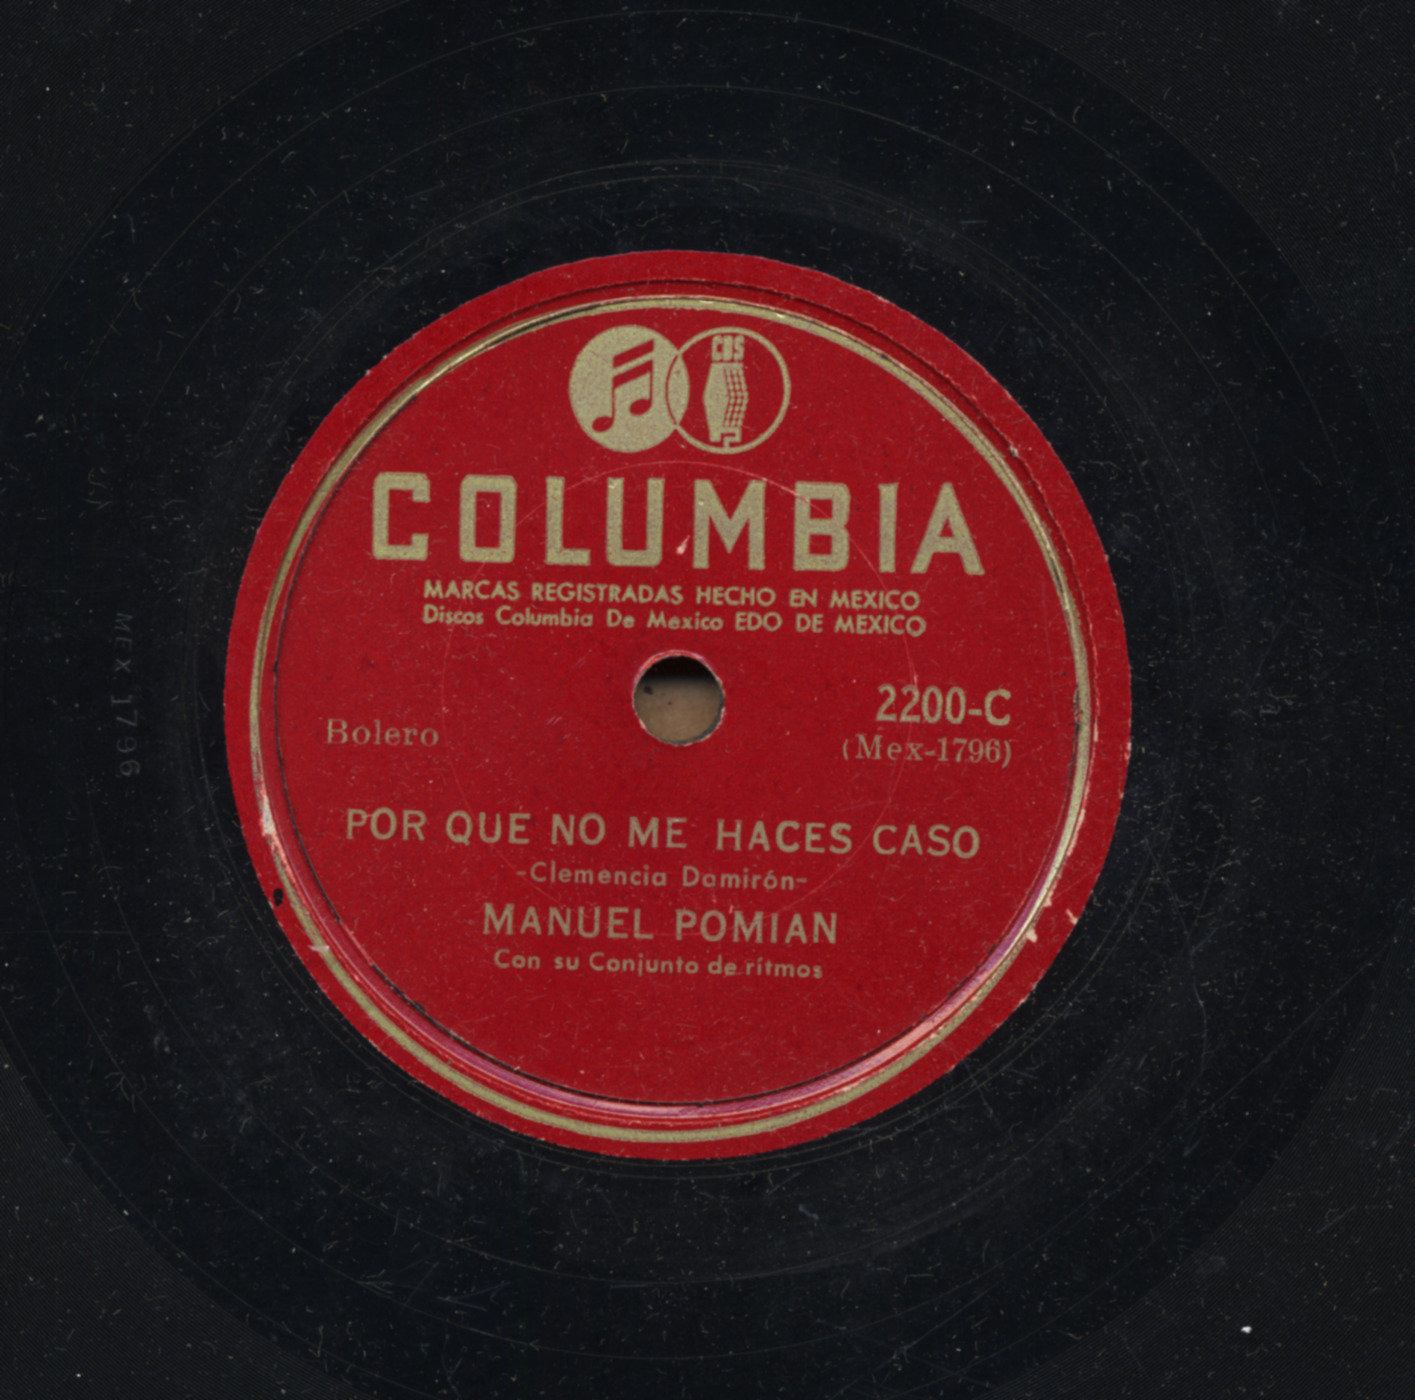 CBS
COLUMBIA
MARCAS REGISTRADAS HECHO EN MEXICO
Discos Columbia De Mexico EDO DE MEXICO
2200-C
Bolero
(Mex-1796)
POR QUE NO ME HACES CASO
-Clemencia Damirón-
MANUEL POMIAN
Con su Conjunto de rítmos
MEX 1796